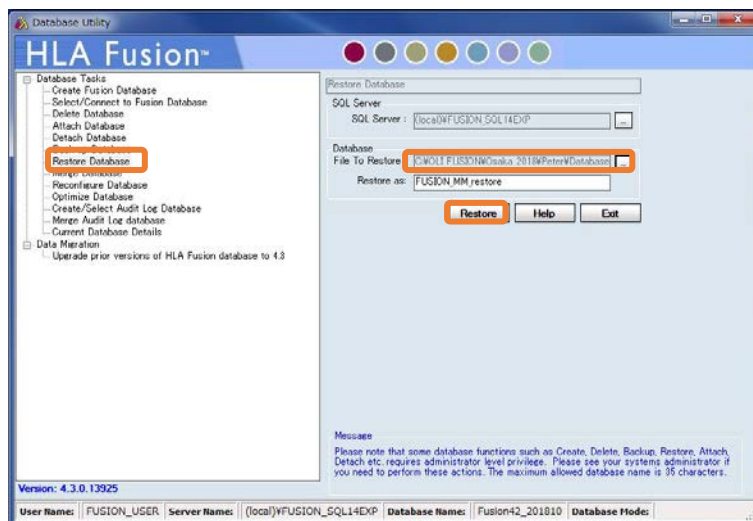 Database Utility
HLA Fusion™
Database Tasks
Create Fusion Database
Select/Connect to Fusion Database
Delete Database
Attach Database
Detach Database
Backup Database
Restore Database
Merge Database
Reconfigure Database
Optimize Database
Create/Select Audit Log Database
Merge Audit Log database
Current Database Details
Data Migration
Upgrade prior versions of HLA Fusion database to 4.3
Restore Database
SQL Server
SQL Server : (local)¥FUSION_SQL14EXP ...
Database
File To Restore C:¥OLI FUSION¥Osaka 2018¥Peter¥Database ...
Restore as: FUSION_MM_restore
Restore Help Exit
Message
Please note that some database functions such as Create, Delete, Backup, Restore, Attach,
Detach etc. requires administrator level privilege. Please see your systems administrator if
you need to perform these actions. The maximum allowed database name is 35 characters.
Version: 4.3.0.13925
User Name: FUSION_USER Server Name: (local)¥FUSION_SQL14EXP Database Name: Fusion42_201810 Database Mode: